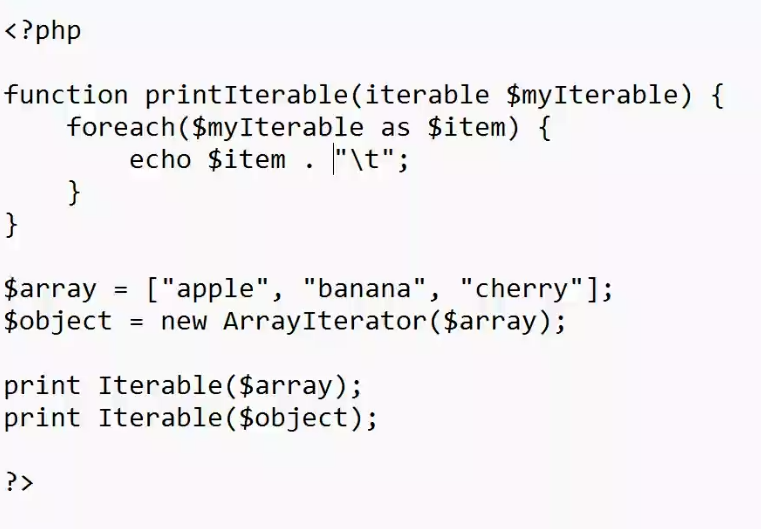 <?php
function printIterable(iterable $myIterable) {
    foreach($myIterable as $item) {
        echo $item . "\t";
    }
}
$array = ["apple", "banana", "cherry"];
$object = new ArrayIterator($array);
print Iterable($array);
print Iterable($object);
?>